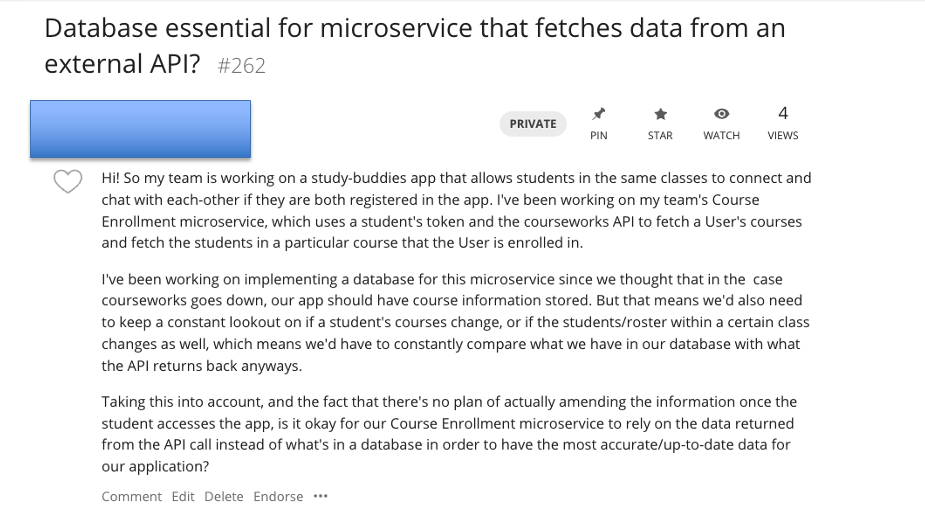 Database essential for microservice that fetches data from an
external API? #262
PRIVATE
PIN
STAR
WATCH
4
VIEWS
Hi! So my team is working on a study-buddies app that allows students in the same classes to connect and
chat with each-other if they are both registered in the app. I've been working on my team's Course
Enrollment microservice, which uses a student's token and the courseworks API to fetch a User's courses
and fetch the students in a particular course that the User is enrolled in.
I've been working on implementing a database for this microservice since we thought that in the  case
courseworks goes down, our app should have course information stored. But that means we'd also need
to keep a constant lookout on if a student's courses change, or if the students/roster within a certain class
changes as well, which means we'd have to constantly compare what we have in our database with what
the API returns back anyways.
Taking this into account, and the fact that there's no plan of actually amending the information once the
student accesses the app, is it okay for our Course Enrollment microservice to rely on the data returned
from the API call instead of what's in a database in order to have the most accurate/up-to-date data for
our application?
Comment Edit Delete Endorse •••